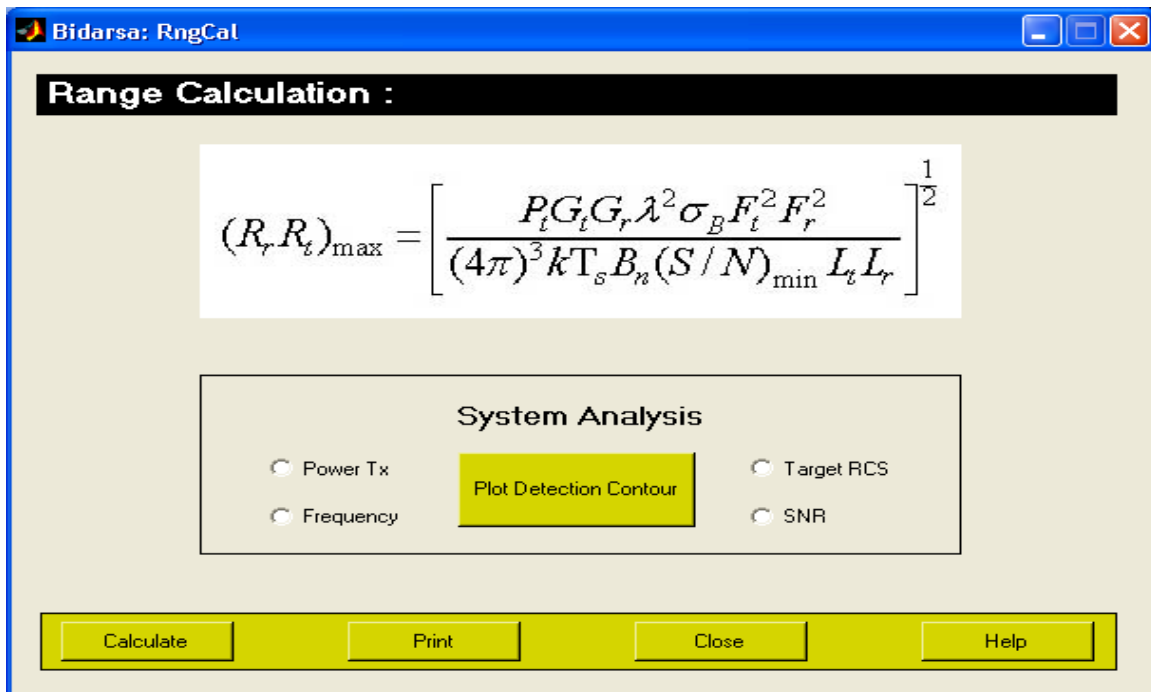 Bidarsa: RngCal
Range Calculation :
(R_r R_t)_max = [ P_t G_t G_r λ^2 σ_B F_t^2 F_r^2 / (4π)^3 k T_s B_n (S/N)_min L_t L_r ]^(1/2)
System Analysis
Power Tx
Plot Detection Contour
Target RCS
Frequency
SNR
Calculate Print Close Help